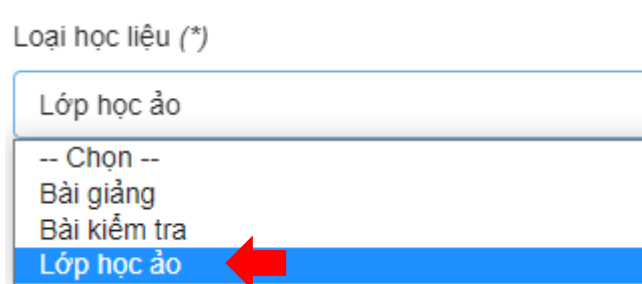 Loại học liệu (*)
Lớp học ảo
-- Chọn --
Bài giảng
Bài kiểm tra
Lớp học ảo